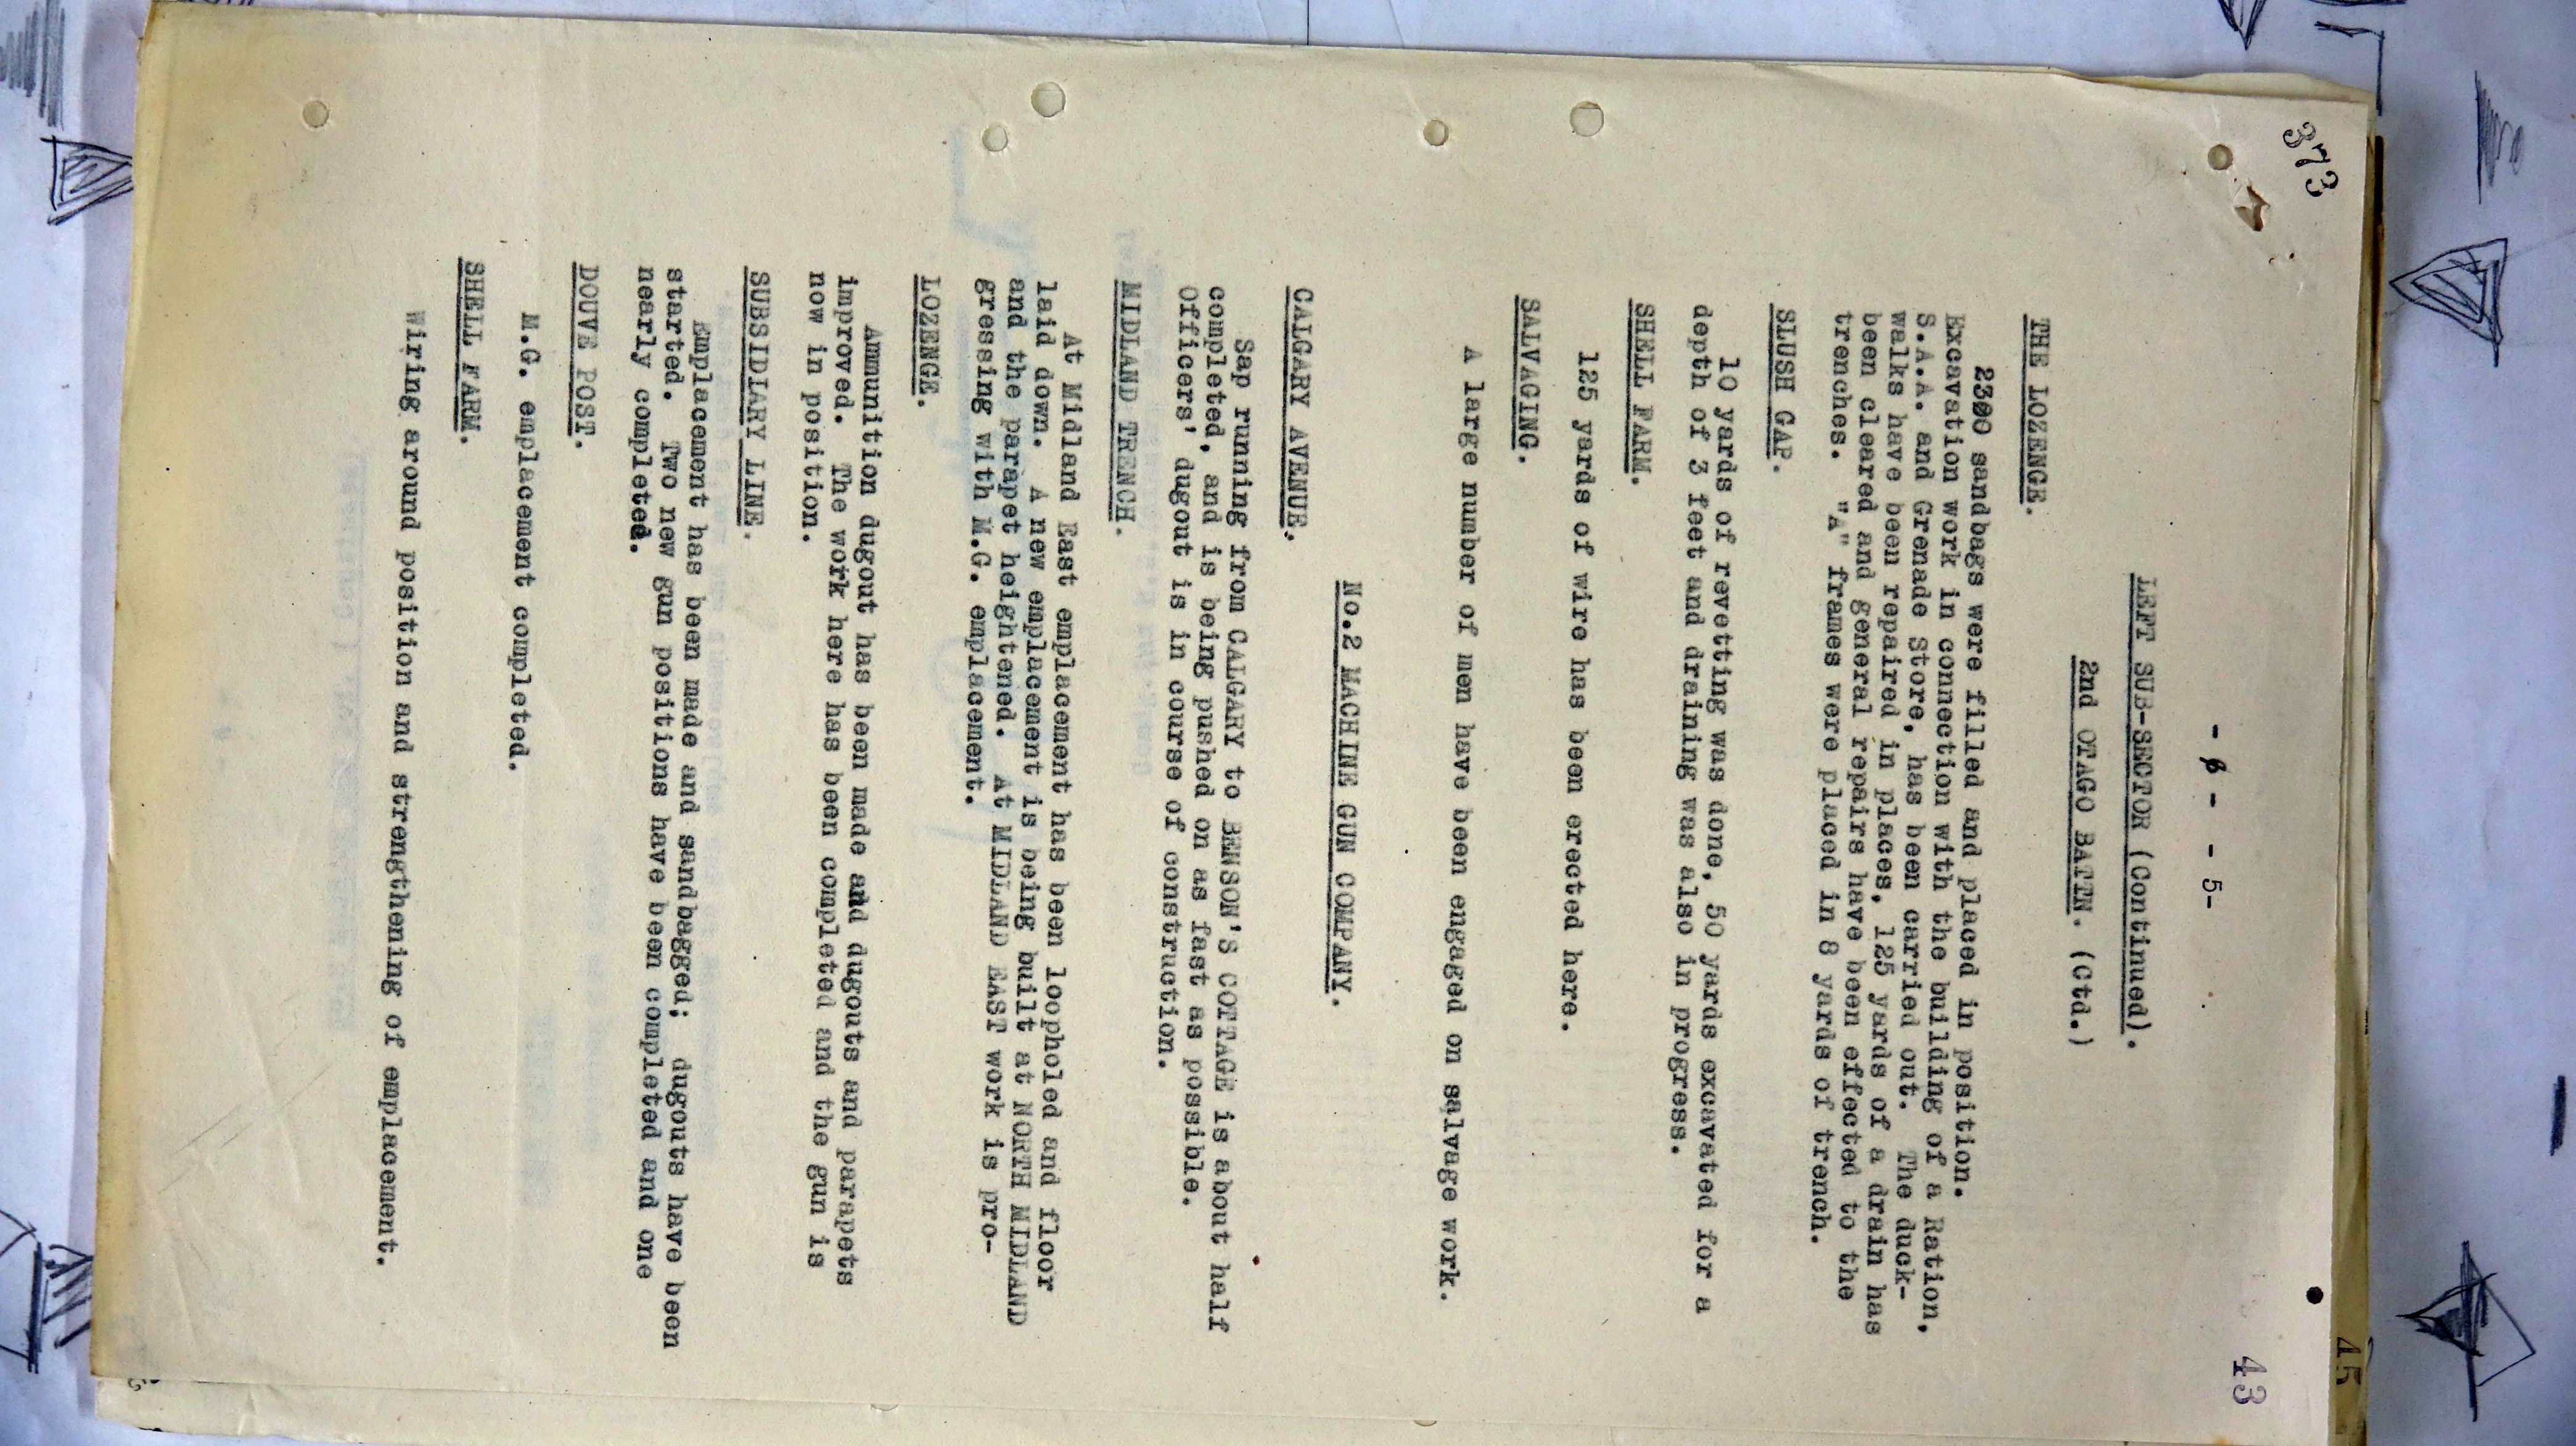 373
43
45
- 6 - - 5-
LEFT SUB-SECTOR (Continued).
2nd OTAGO BATTN. (Ctd.)
THE LOZENGE.
2300 sandbags were filled and placed in position.
Excavation work in connection with the building of a Ration,
S.A.A. and Grenade Store, has been carried out. The duck-
walks have been repaired in places, 125 yards of a drain has
been cleared and general repairs have been effected to the
trenches. "A" frames were placed in 8 yards of trench.
SLUSH GAP.
10 yards of revetting was done, 50 yards excavated for a
depth of 3 feet and draining was also in progress.
SHELL FARM.
125 yards of wire has been erected here.
SALVAGING.
A large number of men have been engaged on salvage work.
No.2 MACHINE GUN COMPANY.
CALGARY AVENUE.
Sap running from CALGARY to BENSON'S COTTAGE is about half
completed, and is being pushed on as fast as possible.
Officers' dugout is in course of construction.
MIDLAND TRENCH.
At Midland East emplacement has been loopholed and floor
laid down. A new emplacement is being built at NORTH MIDLAND
and the parapet heightened. At MIDLAND EAST work is pro-
gressing with M.G. emplacement.
LOZENGE.
Ammunition dugout has been made and dugouts and parapets
improved. The work here has been completed and the gun is
now in position.
SUBSIDIARY LINE.
Emplacement has been made and sandbagged; dugouts have been
started. Two new gun positions have been completed and one
nearly completed.
DOUVE POST.
M.G. emplacement completed.
SHELL FARM.
Wiring around position and strengthening of emplacement.